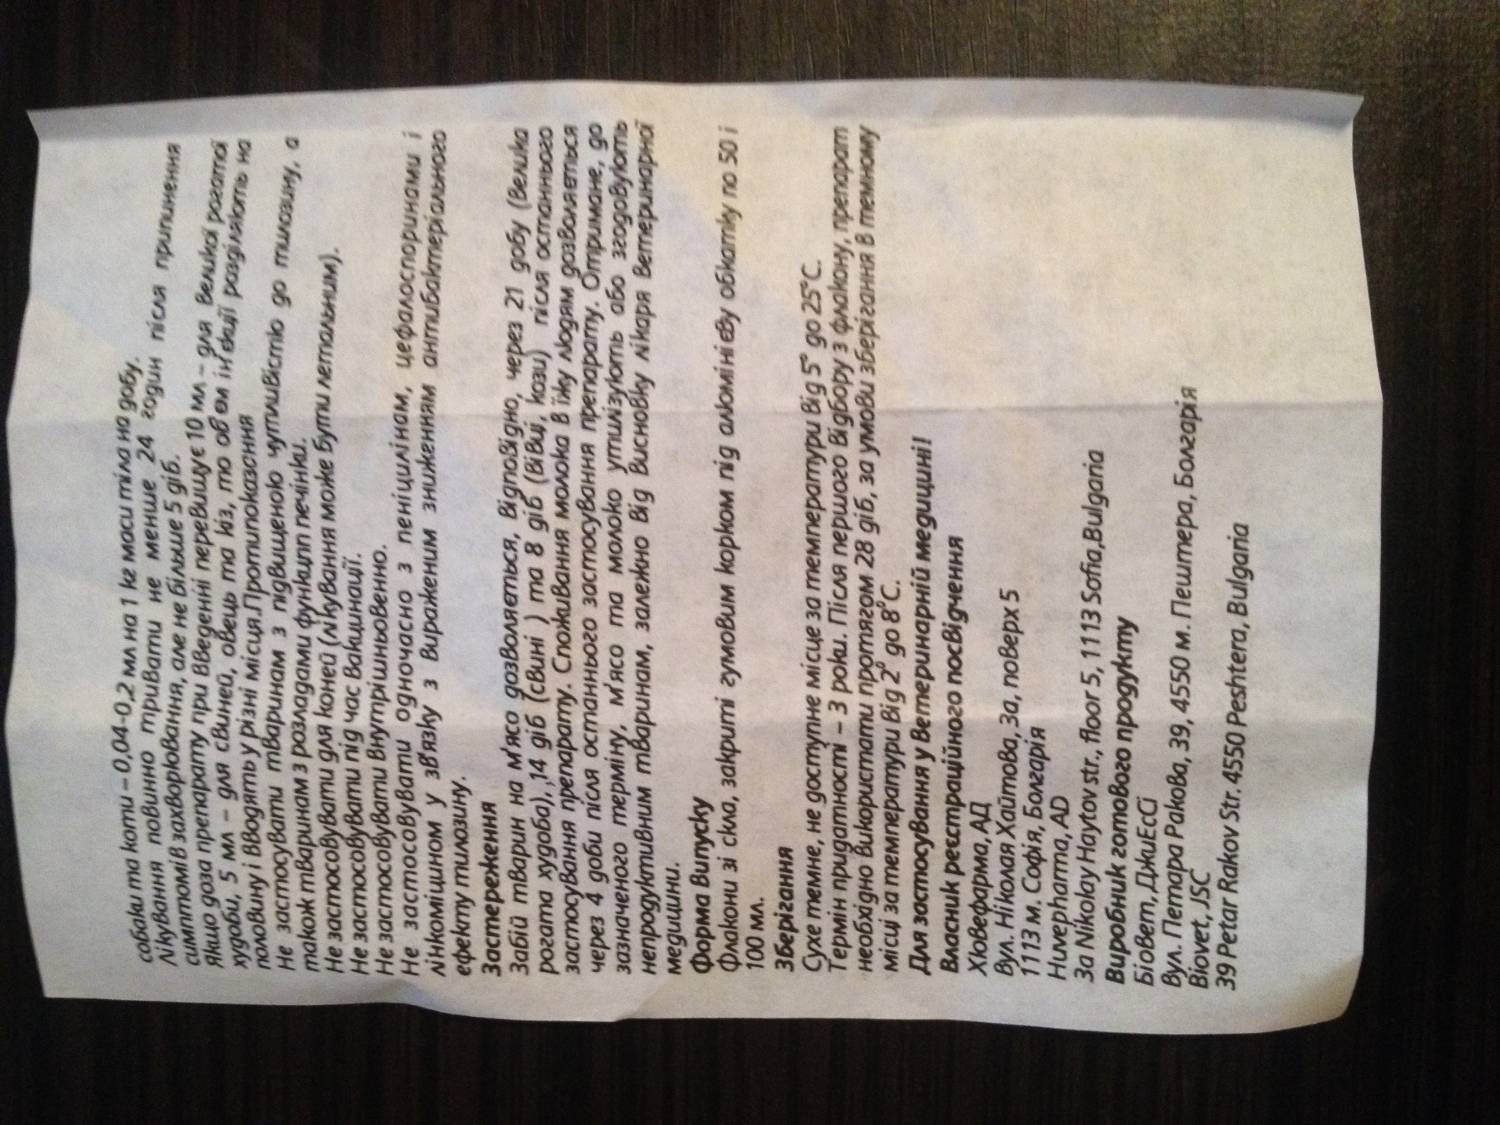 собаки та коти – 0,04-0,2 мл на 1 кг маси тіла на добу.
Лікування повинно тривати не менше 24 годин після припинення
симптомів захворювання, але не більше 5 діб.
Якщо доза препарату при введенні перевищує 10 мл – для великої рогатої
худоби, 5 мл – для свиней, овець та кіз, то об'єм ін'єкції розділяють на
половину і вводять у різні місця.Протипоказання
Не застосувати тваринам з підвищеною чутливістю до тилозину, а
також тваринам з розладами функцип печінки.
Не застосовувати для коней (лікування може бути летальним).
Не застосовувати під час вакцинації.
Не застосовувати внутрішньовенно.
Не застосовувати одночасно з пеніцилінам, цефалоспоринами і
лінкоміцином у зв'язку з вираженим зниженням антибактеріального
ефекту тилозину.
Застереження
Забій тварин на м'ясо дозволяється, відповідно, через 21 добу (велика
рогата худоба), ,14 діб (свині ) та 8 діб (вівці, кози) після останнього
застосування препарату. Споживання молока в їжу людям дозволяється
через 4 доби після останнього застосування препарату. Отримане, до
зазначеного терміну, м'ясо та молоко утилізують або згодовують
непродуктивним тваринам, залежно від висновку лікаря ветеринарної
медицини.
Форма випуску
Флакони зі скла, закриті гумовим корком під алюмінієву обкатку по 50 і
100 мл.
Зберігання
Сухе темне, не доступне місце за температури від 5° до 25°С.
Термін придатності – 3 роки. Після першого відбору з флакону, препарат
необхідно використати протягом 28 діб, за умови зберігання в темному
місці за температури від 2° до 8°С.
Для застосування у ветеринарній медицині!
Власник реєстраційного посвідчення
Хювефарма, АД
Вул. Ніколая Хайтова, 3а, поверх 5
1113 м. Софія, Болгарія
Huvepharma, AD
3a Nikolay Haytov str., floor 5, 1113 Sofia,Bulgaria
Виробник готового продукту
Біовет, ДжиЕсСі
Вул. Петара Ракова, 39, 4550 м. Пештера, Болгарія
Biovet, JSC
39 Petar Rakov Str. 4550 Peshtera, Bulgaria